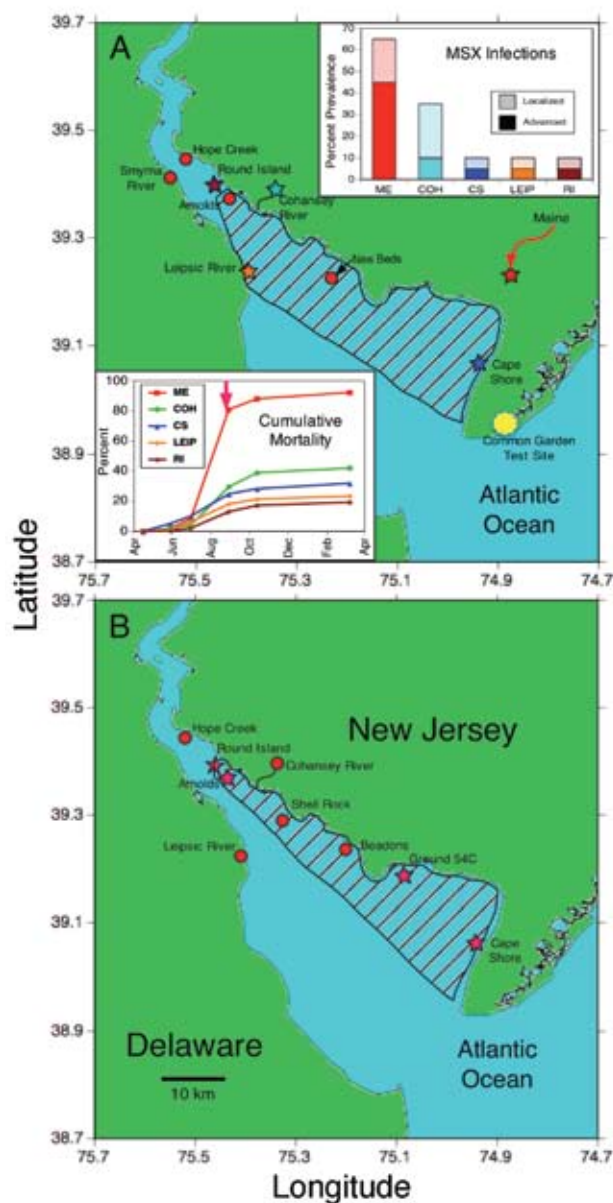 39.7
A
70
60
50
40
30
20
10
0
Percent Prevalence
MSX Infections
Localized
Advanced
ME
COH
CS
LEIP
RI
39.5
Hope Creek
Smyrna
River
Round Island
Arnolds
Cohansey
River
Maine
39.3
Leipsic River
New Beds
39.1
Cape
Shore
100
80
60
40
20
0
Percent
ME
COH
CS
LEIP
RI
Cumulative
Mortality
Apr
Jun
Aug
Oct
Dec
Feb
Apr
38.9
Common Garden
Test Site
Atlantic
Ocean
38.7
75.7
75.5
75.3
75.1
74.9
74.7
Latitude
39.7
B
39.5
Hope Creek
New Jersey
Round Island
Cohansey River
Arnolds
Shell Rock
39.3
Beadons
Leipsic River
Ground 54C
39.1
Cape
Shore
38.9
Delaware
Atlantic
Ocean
10 km
38.7
75.7
75.5
75.3
75.1
74.9
74.7
Longitude